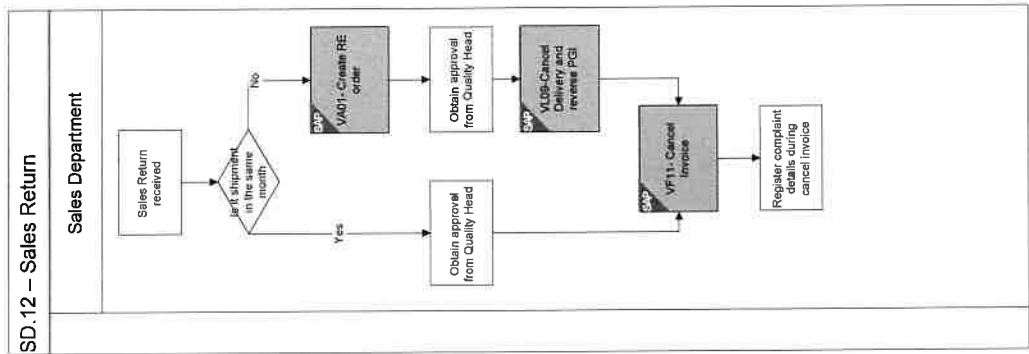 SD.12 – Sales Return
Sales Department
Sales Return
received
Is it shipment
in the same
month
No
Yes
SAP
VA01- Create RE
order
Obtain approval
from Quality Head
Obtain approval
from Quality Head
SAP
VL09-Cancel
Delivery and
reverse PGI
SAP
VF11- Cancel
Invoice
Register complaint
details during
cancel invoice